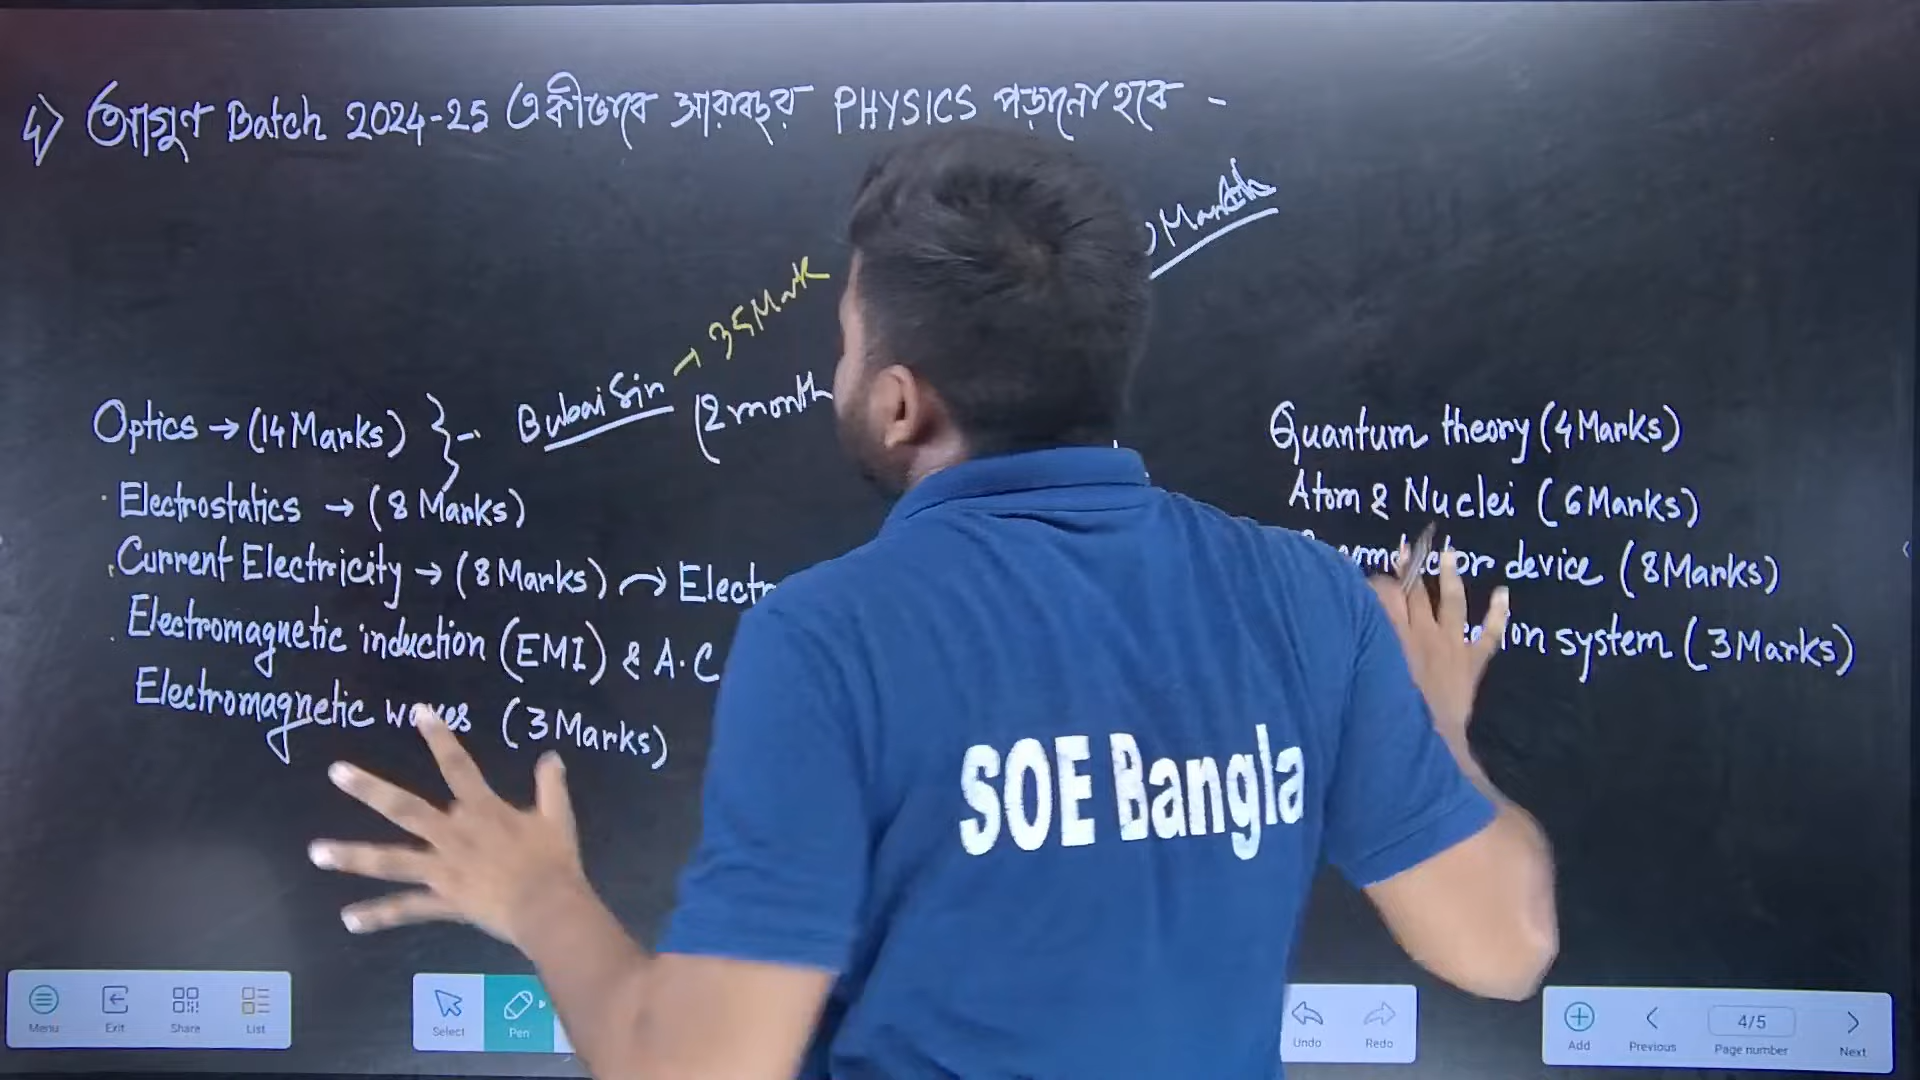 4) আগুন Batch 2024-25 এ কীভাবে সারাবছর PHYSICS পড়ানো হবে -
Marks
→ 35 Mark
Bubai Sir
(2 month
Optics → (14 Marks)
Electrostatics → (8 Marks)
Current Electricity → (8 Marks) → Electr
Electromagnetic induction (EMI) & A.C
Electromagnetic waves (3 Marks)
Quantum theory (4 Marks)
Atom & Nuclei (6 Marks)
device (8 Marks)
system (3 Marks)
SOE Bangla
Menu Exit Share List
Select Pen
Undo Redo
Add Previous 4/5 Page number Next